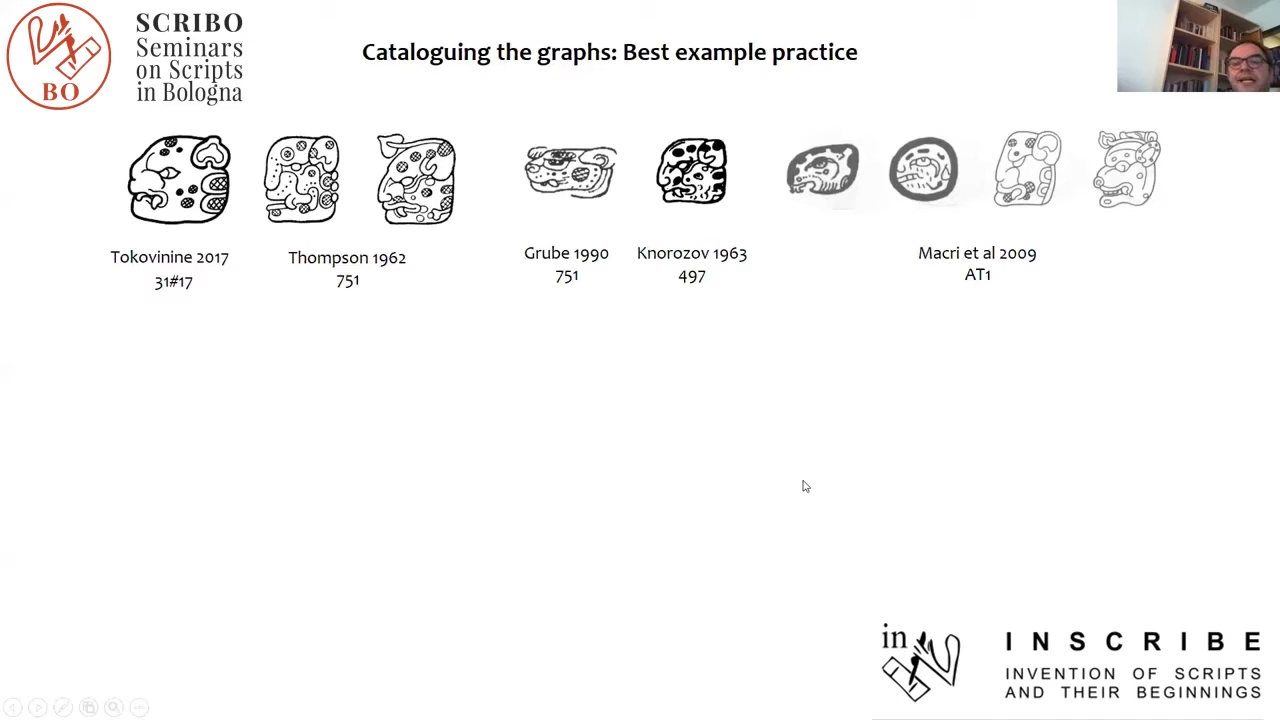 SCRIBO
Seminars
on Scripts
in Bologna
BO
Cataloguing the graphs: Best example practice
Tokovinine 2017
31#17
Thompson 1962
751
Grube 1990
751
Knorozov 1963
497
Macri et al 2009
AT1
in
INSCRIBE
INVENTION OF SCRIPTS
AND THEIR BEGINNINGS